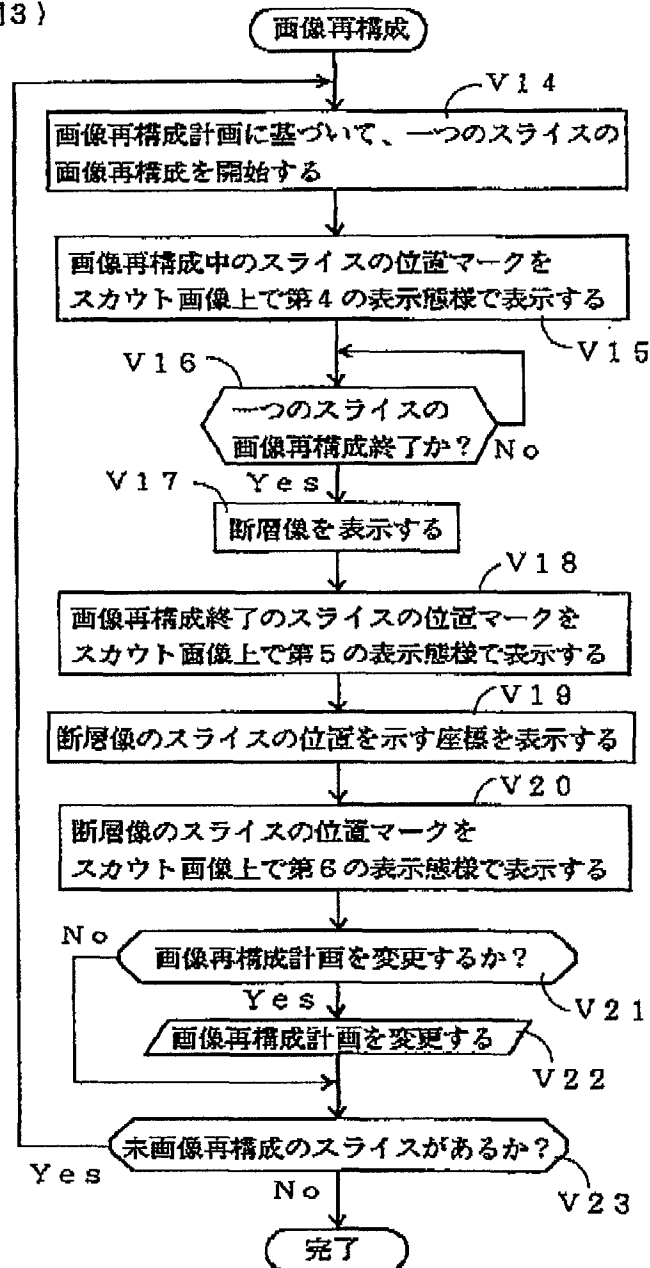 図3)
画像再構成
V14
画像再構成計画に基づいて、一つのスライスの
画像再構成を開始する
画像再構成中のスライスの位置マークを
スカウト画像上で第4の表示態様で表示する
V15
V16
一つのスライスの
画像再構成終了か?
No
V17
Yes
断層像を表示する
V18
画像再構成終了のスライスの位置マークを
スカウト画像上で第5の表示態様で表示する
V19
断層像のスライスの位置を示す座標を表示する
V20
断層像のスライスの位置マークを
スカウト画像上で第6の表示態様で表示する
No
画像再構成計画を変更するか?
Yes
V21
画像再構成計画を変更する
V22
未画像再構成のスライスがあるか?
Yes
No
V23
完了